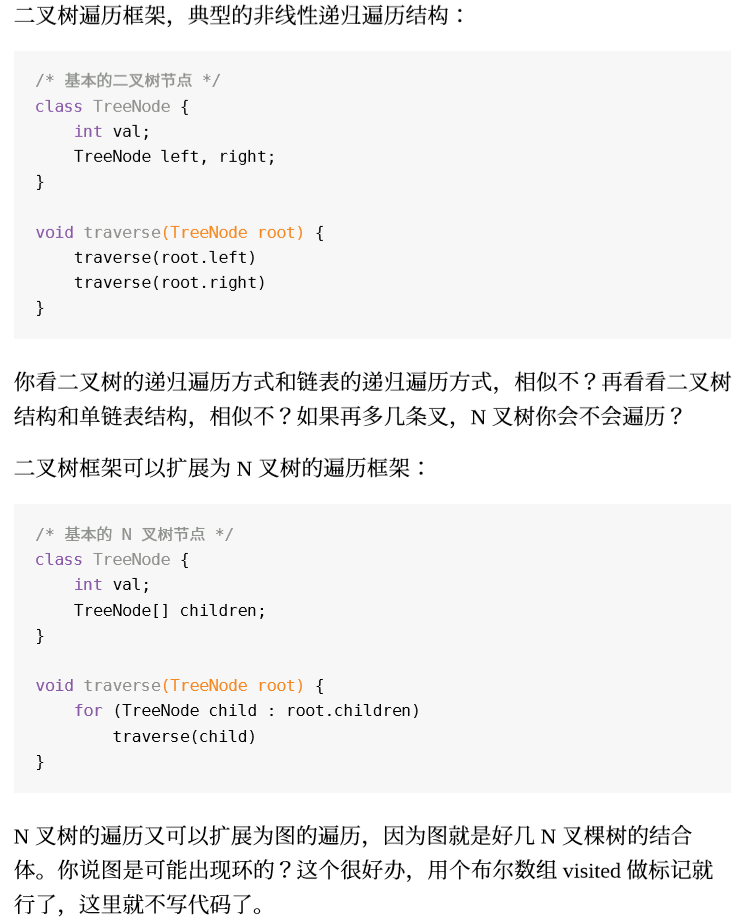 二叉树遍历框架，典型的非线性递归遍历结构：
/* 基本的二叉树节点 */
class TreeNode {
    int val;
    TreeNode left, right;
}
void traverse(TreeNode root) {
    traverse(root.left)
    traverse(root.right)
}
你看二叉树的递归遍历方式和链表的递归遍历方式，相似不？再看看二叉树
结构和单链表结构，相似不？如果再多几条叉，N 叉树你会不会遍历？
二叉树框架可以扩展为 N 叉树的遍历框架：
/* 基本的 N 叉树节点 */
class TreeNode {
    int val;
    TreeNode[] children;
}
void traverse(TreeNode root) {
    for (TreeNode child : root.children)
        traverse(child)
}
N 叉树的遍历又可以扩展为图的遍历，因为图就是好几 N 叉棵树的结合
体。你说图是可能出现环的？这个很好办，用个布尔数组 visited 做标记就
行了，这里就不写代码了。